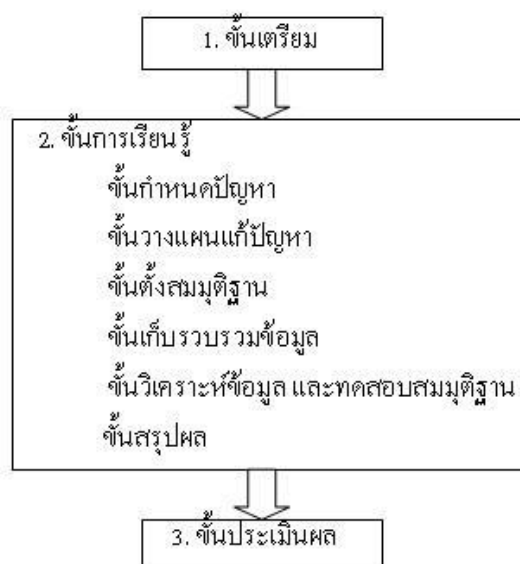 1. ขั้นเตรียม
2. ขั้นการเรียนรู้
ขั้นกำหนดปัญหา
ขั้นวางแผนแก้ปัญหา
ขั้นตั้งสมมุติฐาน
ขั้นเก็บรวบรวมข้อมูล
ขั้นวิเคราะห์ข้อมูล และทดสอบสมมุติฐาน
ขั้นสรุปผล
3. ขั้นประเมินผล